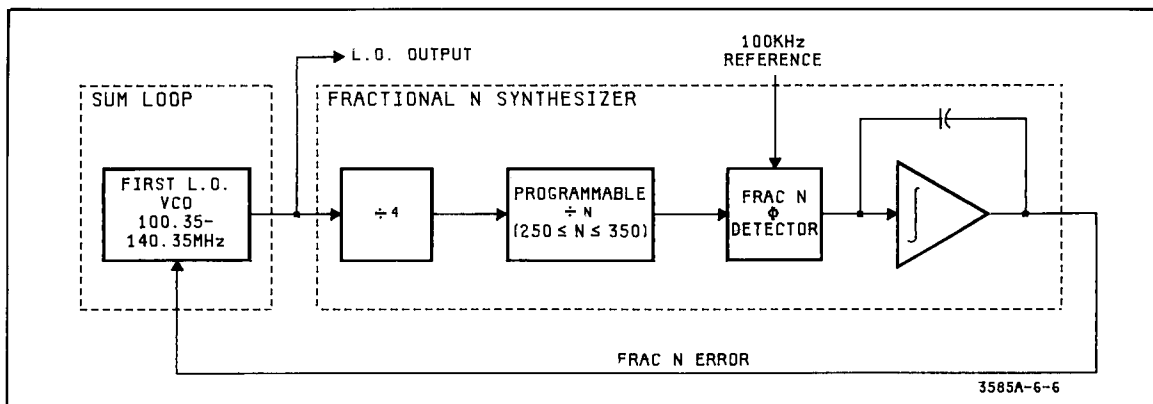 L.O. OUTPUT
100KHz
REFERENCE
SUM LOOP
FRACTIONAL N SYNTHESIZER
FIRST L.O.
VCO
100.35-
140.35MHz
÷4
PROGRAMMABLE
÷N
(250 ≤ N ≤ 350)
FRAC N
Φ
DETECTOR
∫
FRAC N ERROR
3585A-6-6